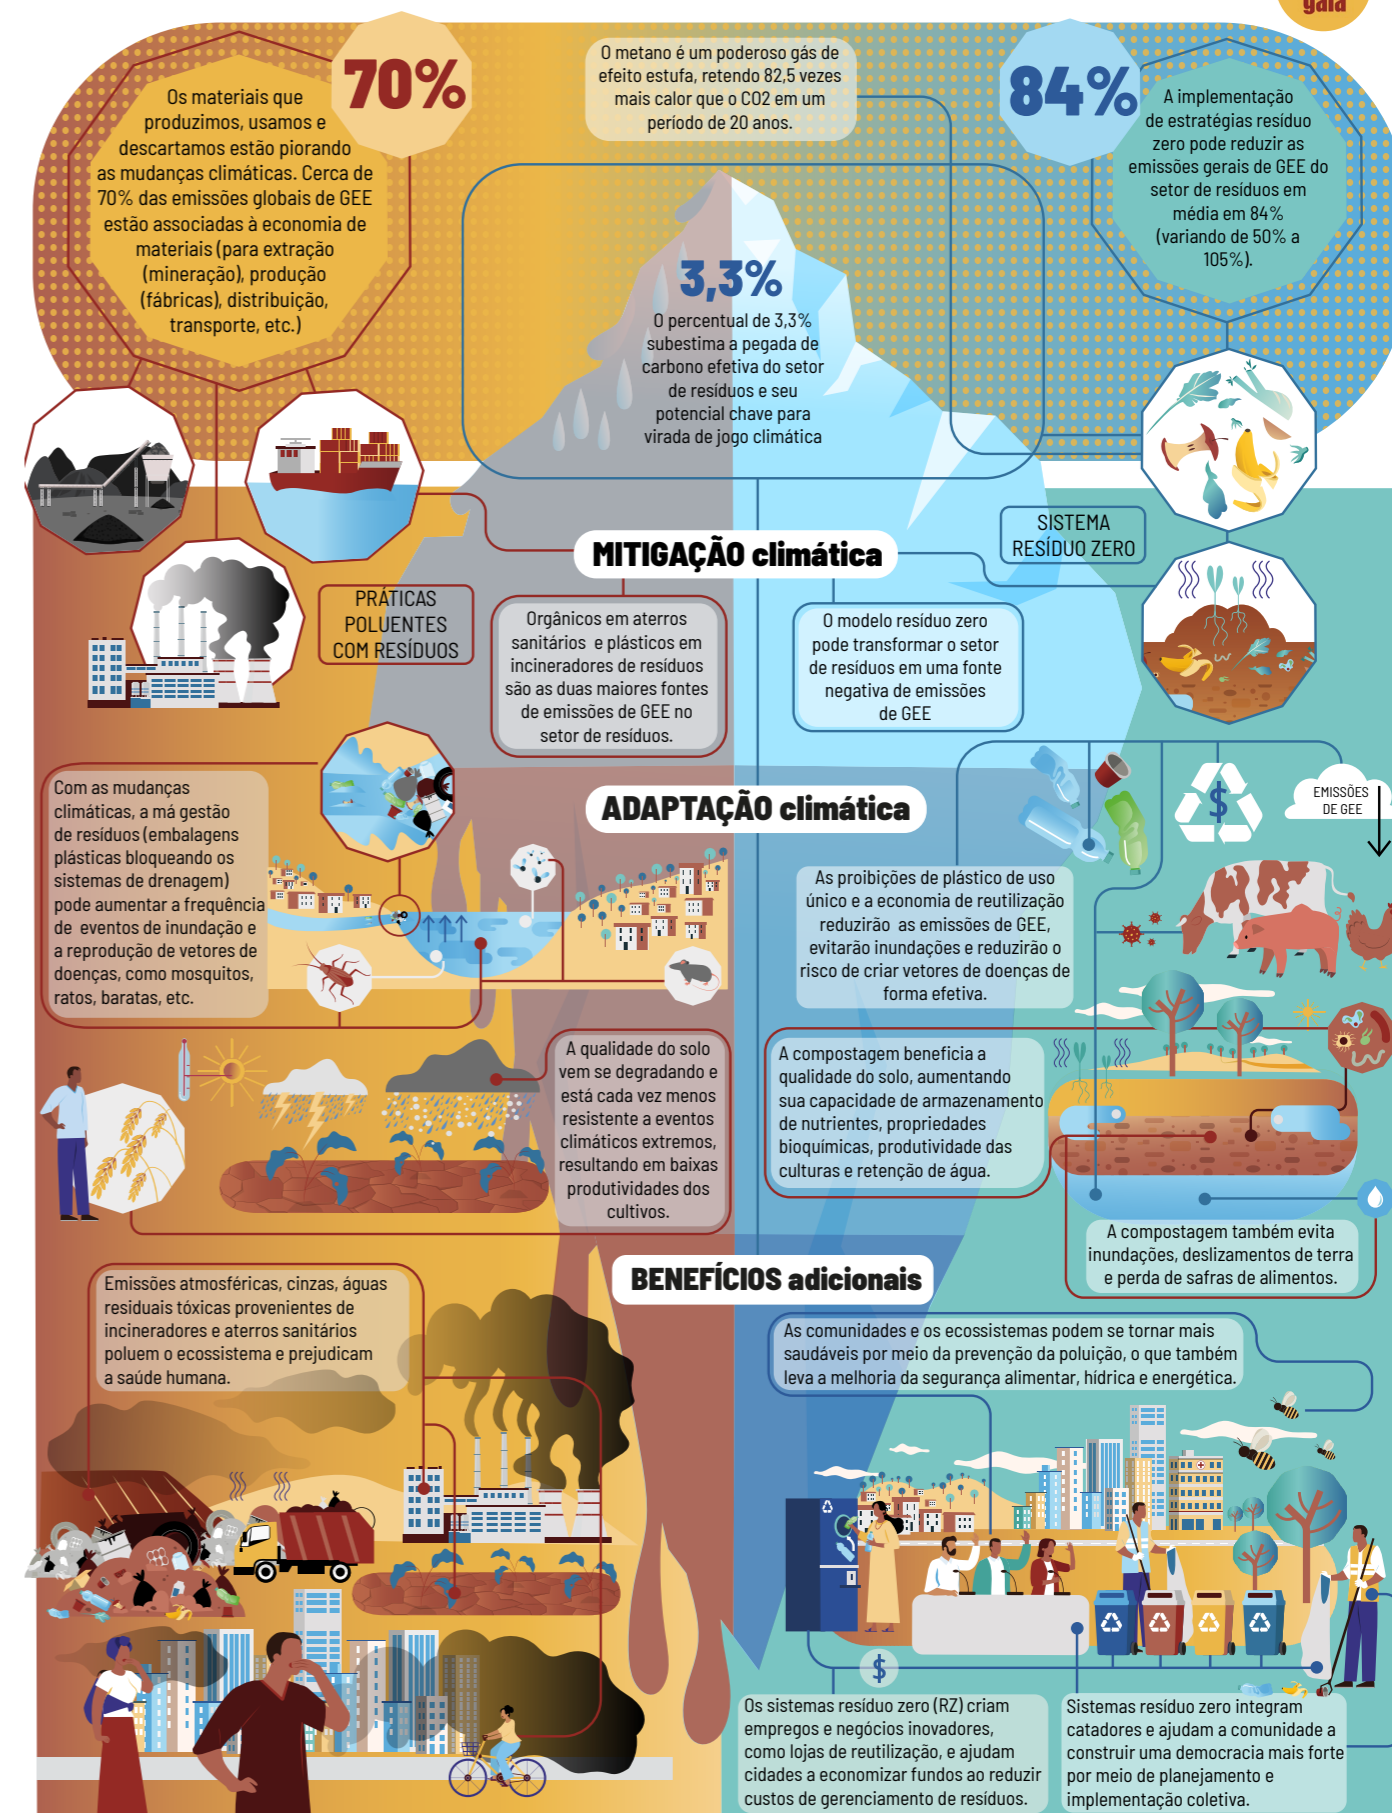 gaia
70%
Os materiais que
produzimos, usamos e
descartamos estão piorando
as mudanças climáticas. Cerca de
70% das emissões globais de GEE
estão associadas à economia de
materiais (para extração
(mineração), produção
(fábricas), distribuição,
transporte, etc.)
O metano é um poderoso gás de
efeito estufa, retendo 82,5 vezes
mais calor que o CO2 em um
período de 20 anos.
84%
A implementação
de estratégias resíduo
zero pode reduzir as
emissões gerais de GEE do
setor de resíduos em
média em 84%
(variando de 50% a
105%).
3,3%
O percentual de 3,3%
subestima a pegada de
carbono efetiva do setor
de resíduos e seu
potencial chave para
virada de jogo climática
MITIGAÇÃO climática
SISTEMA
RESÍDUO ZERO
PRÁTICAS
POLUENTES
COM RESÍDUOS
Orgânicos em aterros
sanitários e plásticos em
incineradores de resíduos
são as duas maiores fontes
de emissões de GEE no
setor de resíduos.
O modelo resíduo zero
pode transformar o setor
de resíduos em uma fonte
negativa de emissões
de GEE
ADAPTAÇÃO climática
Com as mudanças
climáticas, a má gestão
de resíduos (embalagens
plásticas bloqueando os
sistemas de drenagem)
pode aumentar a frequência
de eventos de inundação e
a reprodução de vetores de
doenças, como mosquitos,
ratos, baratas, etc.
$
EMISSÕES
DE GEE
As proibições de plástico de uso
único e a economia de reutilização
reduzirão as emissões de GEE,
evitarão inundações e reduzirão o
risco de criar vetores de doenças de
forma efetiva.
A qualidade do solo
vem se degradando e
está cada vez menos
resistente a eventos
climáticos extremos,
resultando em baixas
produtividades dos
cultivos.
A compostagem beneficia a
qualidade do solo, aumentando
sua capacidade de armazenamento
de nutrientes, propriedades
bioquímicas, produtividade das
culturas e retenção de água.
A compostagem também evita
inundações, deslizamentos de terra
e perda de safras de alimentos.
BENEFÍCIOS adicionais
Emissões atmosféricas, cinzas, águas
residuais tóxicas provenientes de
incineradores e aterros sanitários
poluem o ecossistema e prejudicam
a saúde humana.
As comunidades e os ecossistemas podem se tornar mais
saudáveis por meio da prevenção da poluição, o que também
leva a melhoria da segurança alimentar, hídrica e energética.
$
Os sistemas resíduo zero (RZ) criam
empregos e negócios inovadores,
como lojas de reutilização, e ajudam
cidades a economizar fundos ao reduzir
custos de gerenciamento de resíduos.
Sistemas resíduo zero integram
catadores e ajudam a comunidade a
construir uma democracia mais forte
por meio de planejamento e
implementação coletiva.